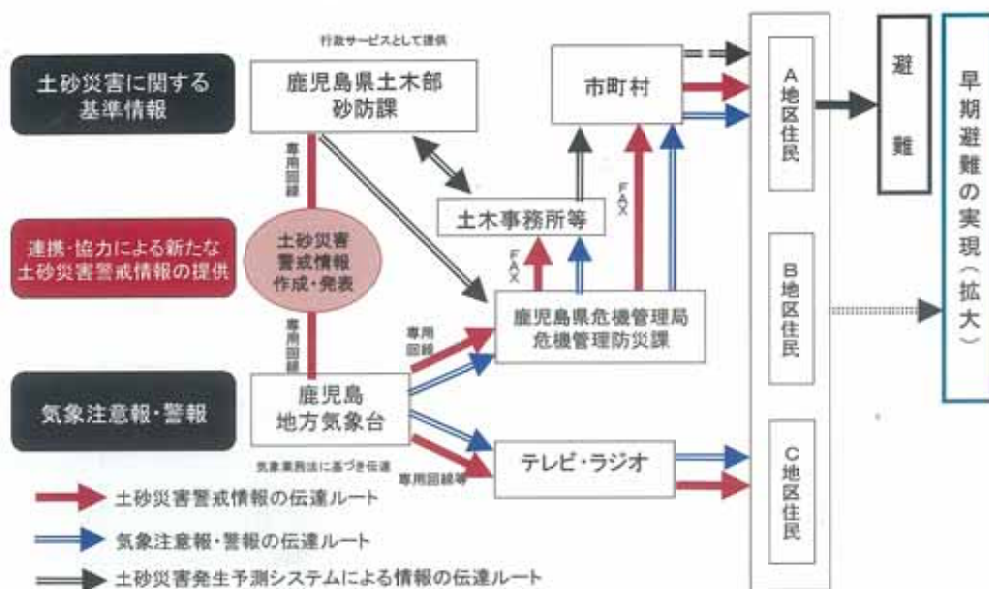 行政サービスとして提供
土砂災害に関する
基準情報
鹿児島県土木部
砂防課
市町村
専用回線
土木事務所等
FAX
FAX
連携・協力による新たな
土砂災害警戒情報の提供
土砂災害
警戒情報
作成・発表
専用回線
専用
回線
鹿児島県危機管理局
危機管理防災課
気象注意報・警報
鹿児島
地方気象台
気象業務法に基づき伝達
専用回線等
テレビ・ラジオ
A地区住民
B地区住民
C地区住民
避難
早期避難の実現(拡大)
土砂災害警戒情報の伝達ルート
気象注意報・警報の伝達ルート
土砂災害発生予測システムによる情報の伝達ルート